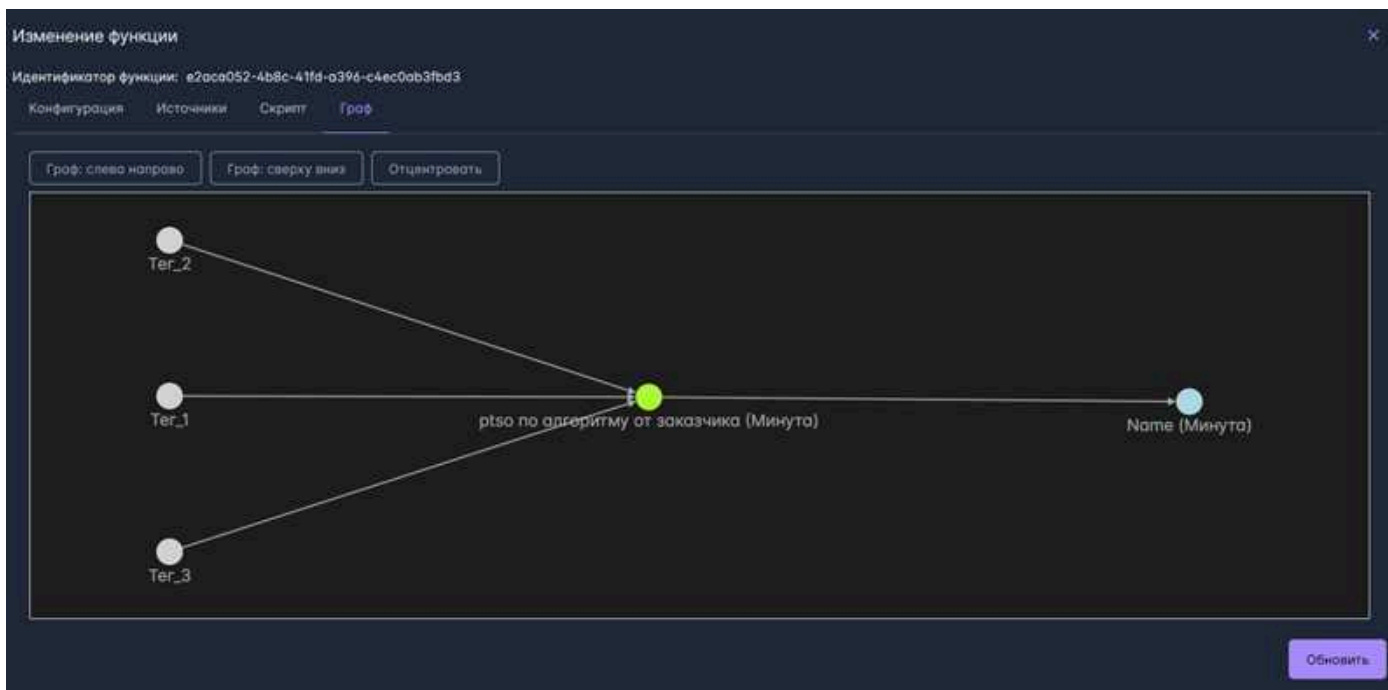 Изменение функции
Идентификатор функции: e2aca052-4b8c-41fd-a396-c4ec0ab3fbd3
Конфигурация Источники Скрипт Граф
Граф: слева направо Граф: сверху вниз Отцентровать
Тег_2
Тег_1
ptso по алгоритму от заказчика (Минута)
Name (Минута)
Тег_3
Обновить